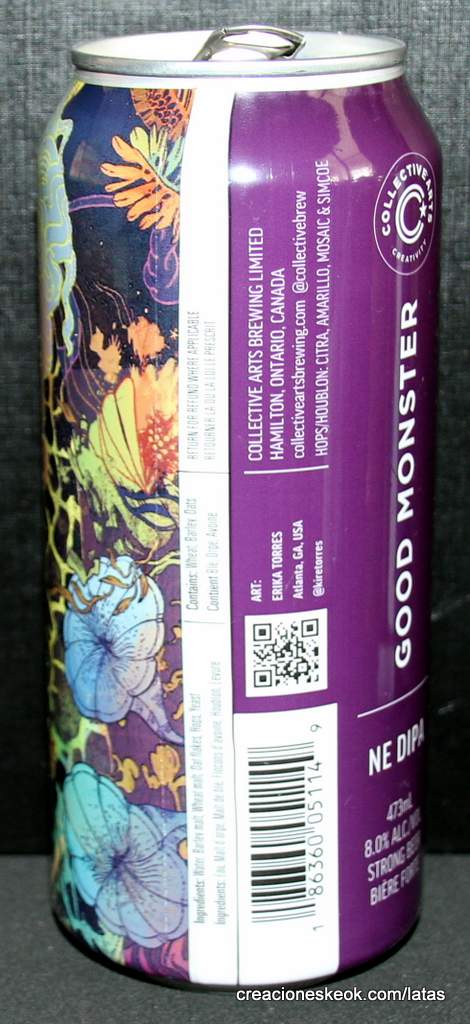 RETURN FOR REFUND WHERE APPLICABLE
RETOURNER LÀ OÙ LA LOI LE PRESCRIT
Contains: Wheat, Barley, Oats
Contient: Blé, Orge, Avoine
Ingredients: Water, Barley malt, Wheat malt, Oat flakes, Hops, Yeast
Ingrédients: Eau, Malt d'orge, Malt de blé, Flocons d'avoine, Houblon, Levure
COLLECTIVE ARTS BREWING LIMITED
HAMILTON, ONTARIO, CANADA
collectiveartsbrewing.com @collectivebrew
HOPS/HOUBLON: CITRA, AMARILLO, MOSAIC & SIMCOE
ART:
ERIKA TORRES
Atlanta, GA, USA
@kiretorres
1 86360 05114 9
COLLECTIVE ARTS
CREATIVITY
GOOD MONSTER
NE DIPA
473mL
8.0% ALC./VOL.
STRONG BEER
BIÈRE FORTE
creacioneskeok.com/latas